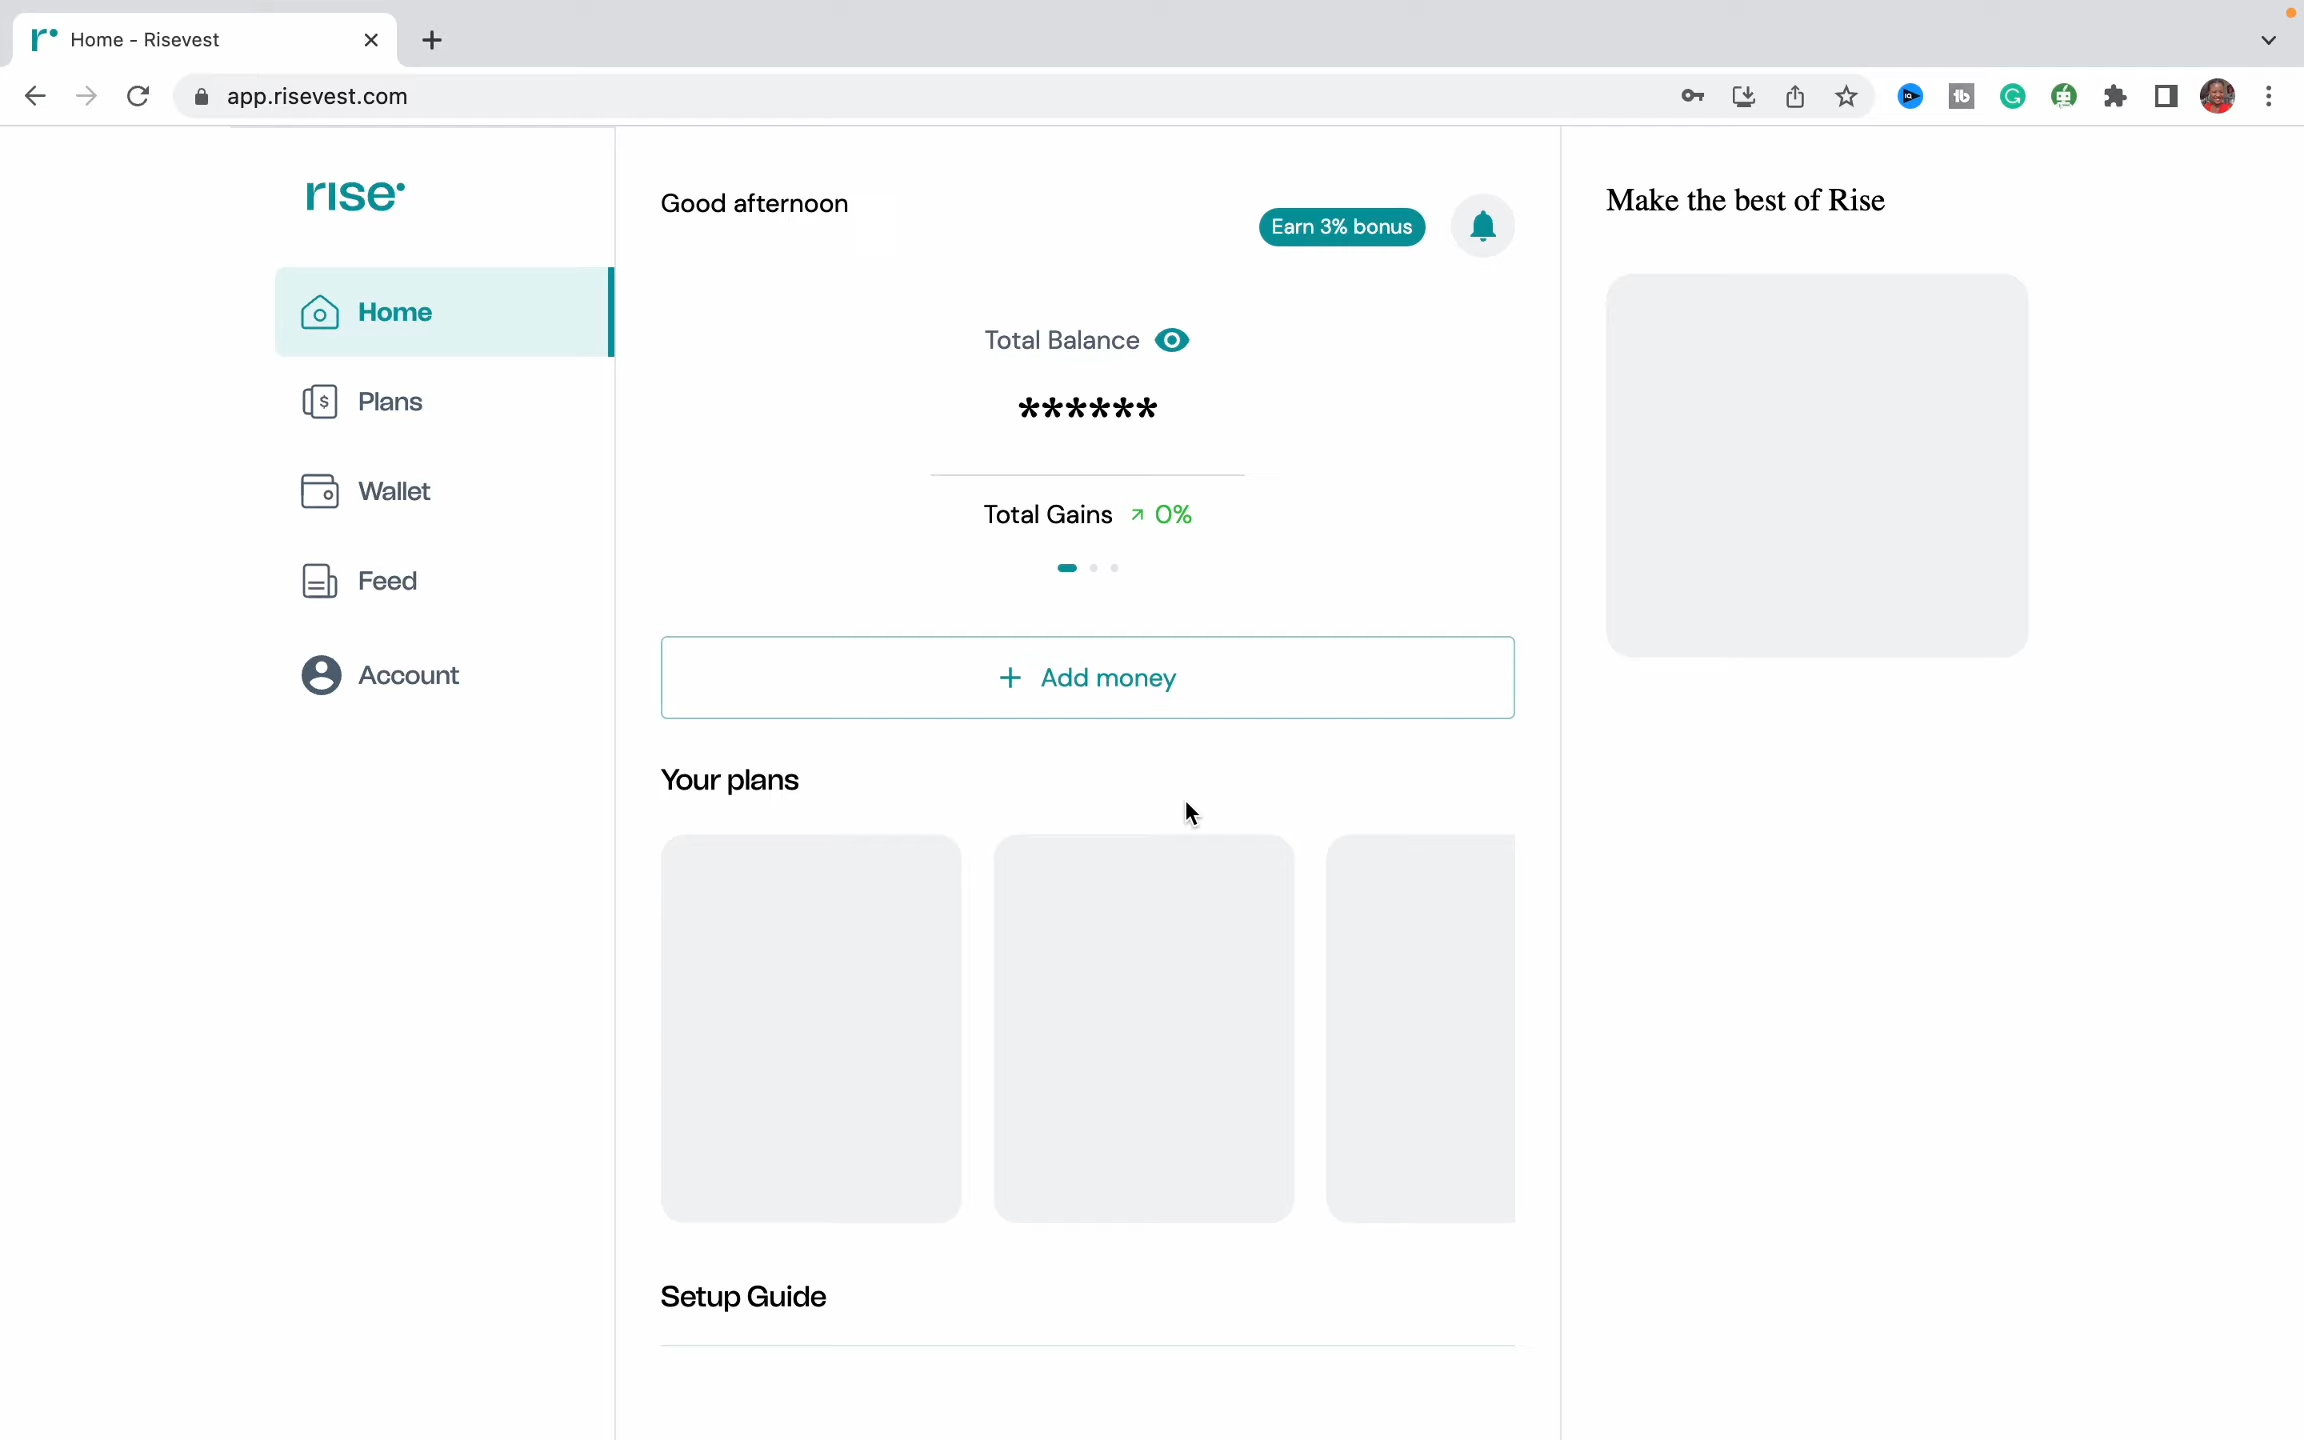 Home - Risevest
app.risevest.com
rise
Home
Plans
Wallet
Feed
Account
Good afternoon
Earn 3% bonus
Total Balance
******
Total Gains 0%
+ Add money
Your plans
Setup Guide
Make the best of Rise